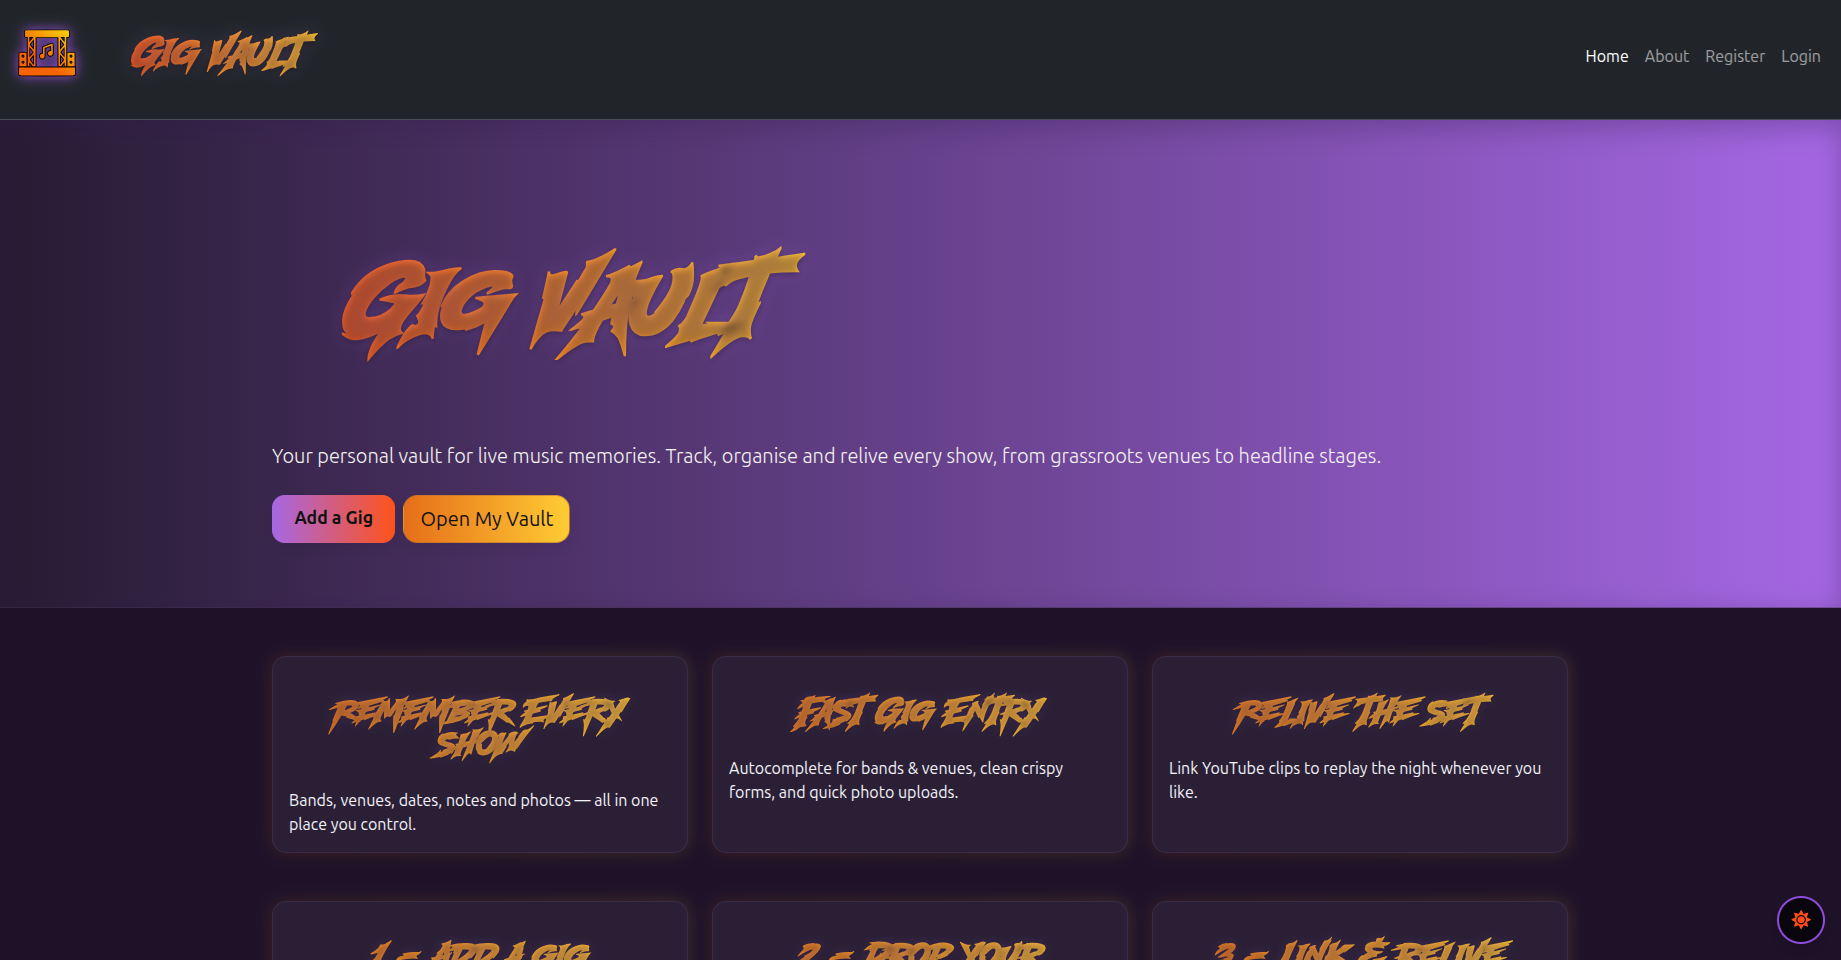 Gig Vault
Home About Register Login
Gig Vault
Your personal vault for live music memories. Track, organise and relive every show, from grassroots venues to headline stages.
Add a Gig Open My Vault
Remember Every
Show
Bands, venues, dates, notes and photos — all in one
place you control.
Fast Gig Entry
Autocomplete for bands & venues, clean crispy
forms, and quick photo uploads.
Relive The Set
Link YouTube clips to replay the night whenever you
like.
1 - Add a Gig
2 - Drop Your
3 - Link & Relive